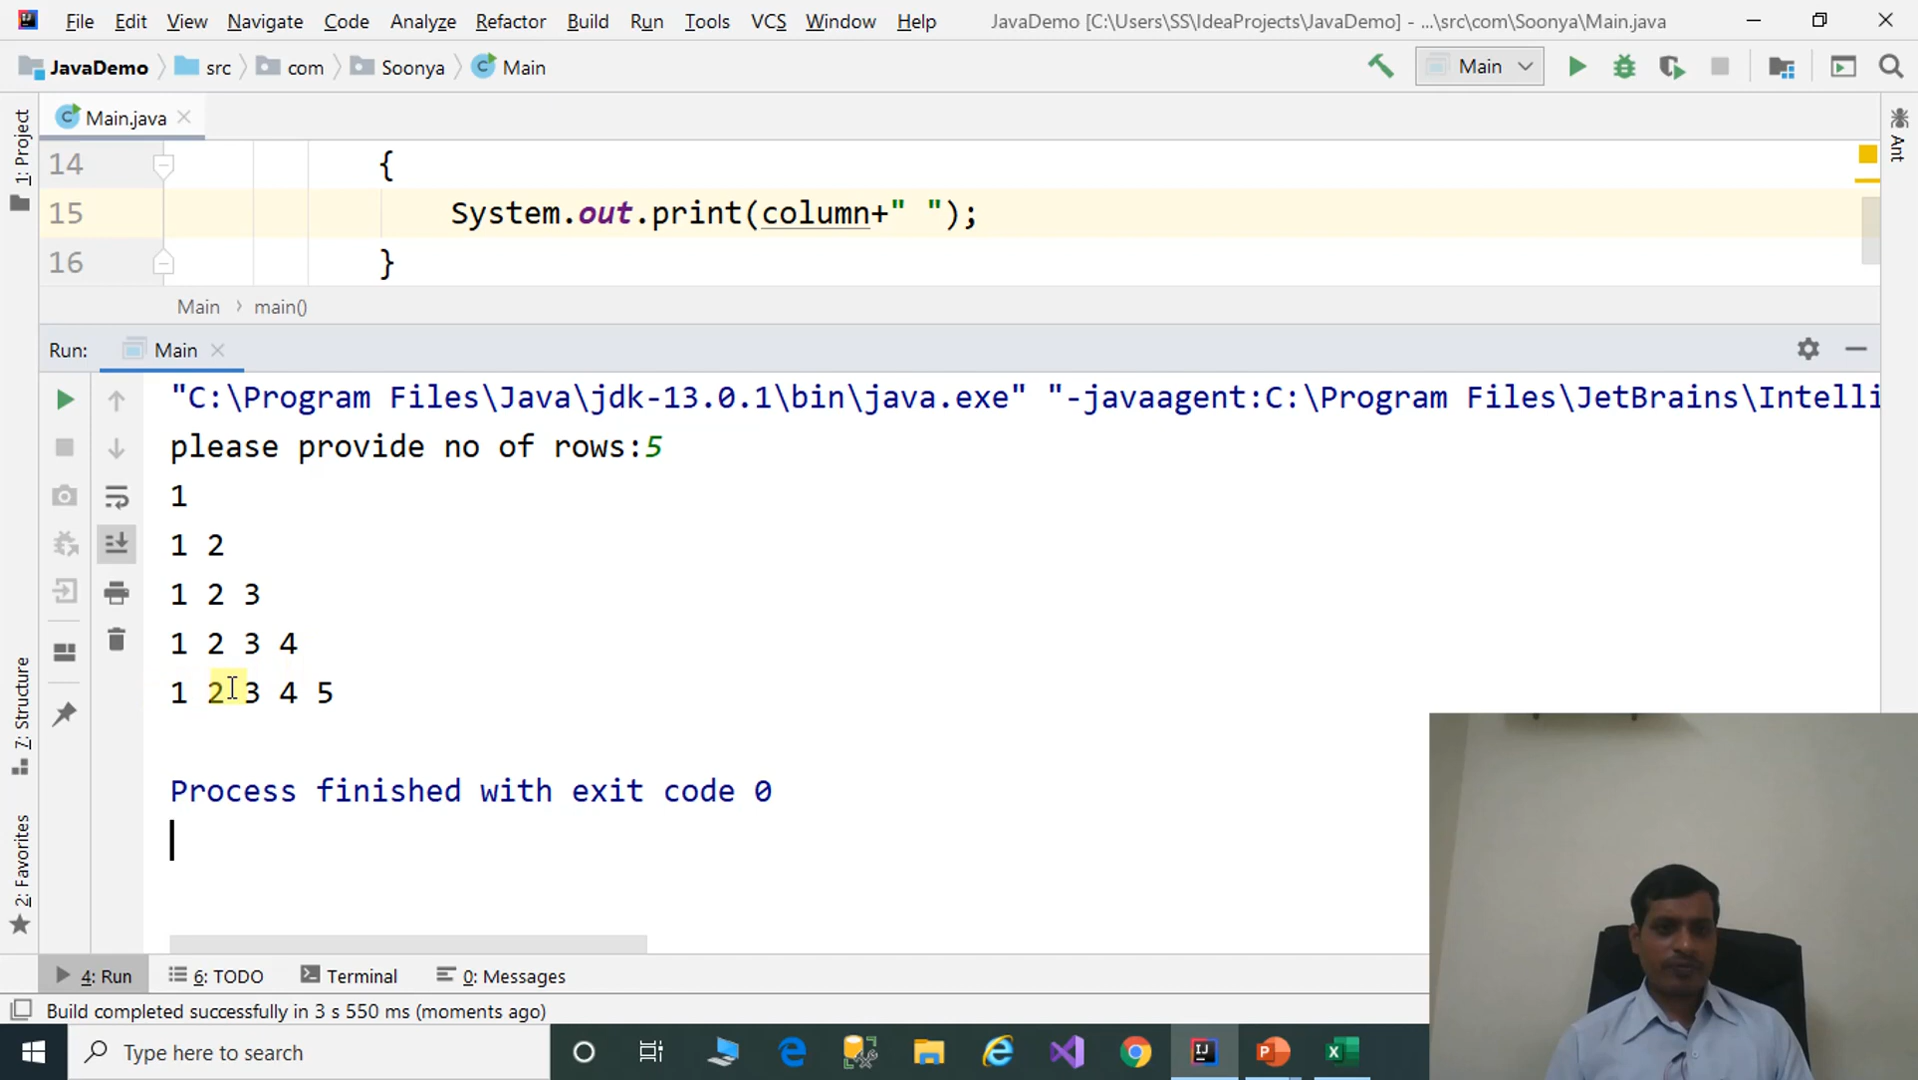 File Edit View Navigate Code Analyze Refactor Build Run Tools VCS Window Help JavaDemo [C:\Users\SS\IdeaProjects\JavaDemo] - ...\src\com\Soonya\Main.java
JavaDemo src com Soonya Main Main
Main.java
1: Project
Ant
14 {
15 System.out.print(column+" ");
16 }
Main main()
Run: Main
"C:\Program Files\Java\jdk-13.0.1\bin\java.exe" "-javaagent:C:\Program Files\JetBrains\Intelli
please provide no of rows:5
1
1 2
1 2 3
1 2 3 4
1 2 3 4 5
Process finished with exit code 0
7: Structure
2: Favorites
4: Run 6: TODO Terminal 0: Messages
Build completed successfully in 3 s 550 ms (moments ago)
Type here to search